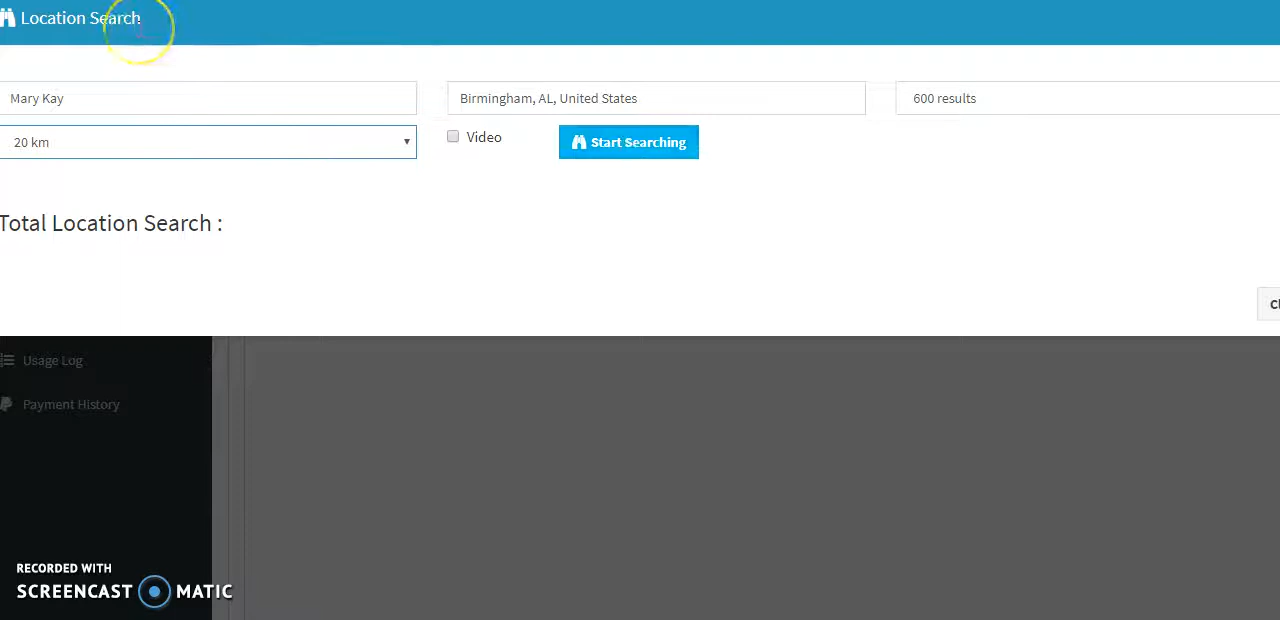 Location Search
Mary Kay
Birmingham, AL, United States
600 results
20 km
Video
Start Searching
Total Location Search :
Usage Log
Payment History
RECORDED WITH
SCREENCAST MATIC